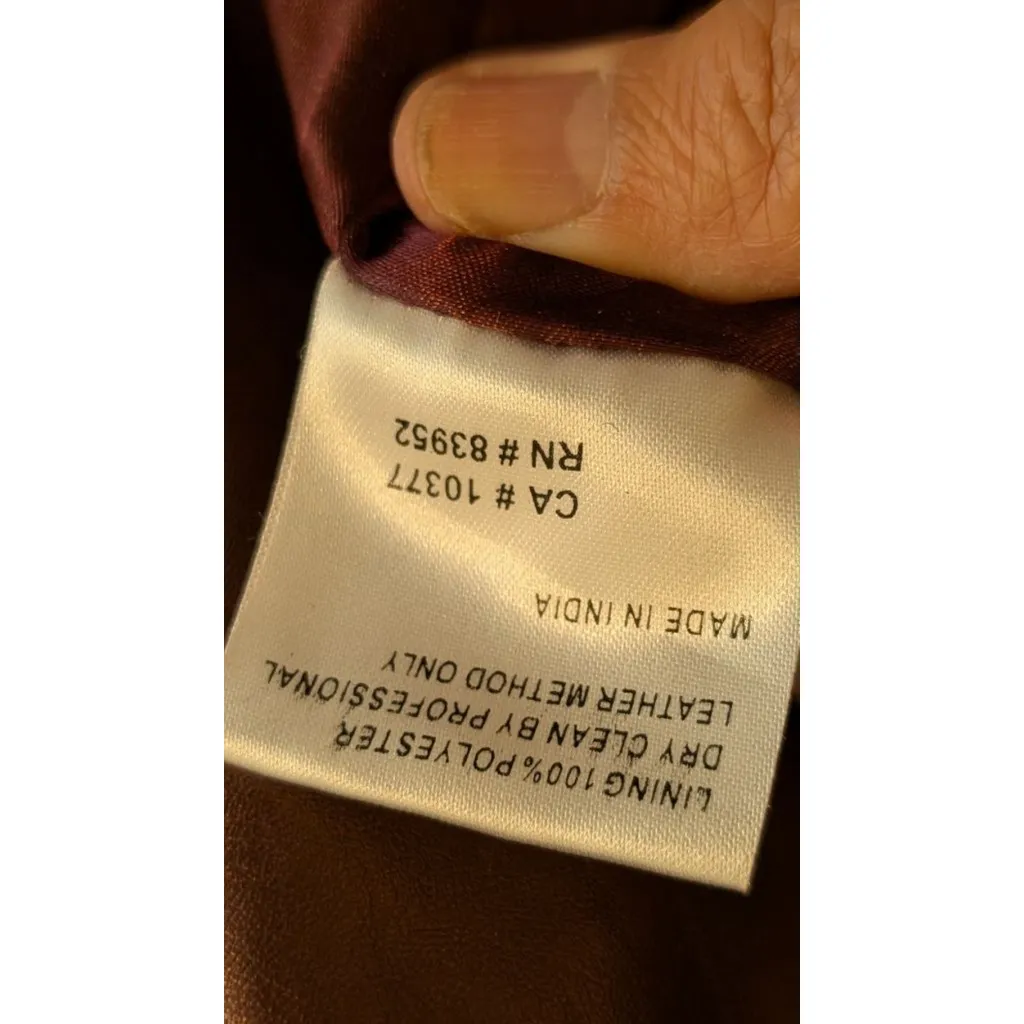 LINING 100% POLYESTER
DRY CLEAN BY PROFESSIONAL
LEATHER METHOD ONLY
MADE IN INDIA
CA # 10377
RN # 83952